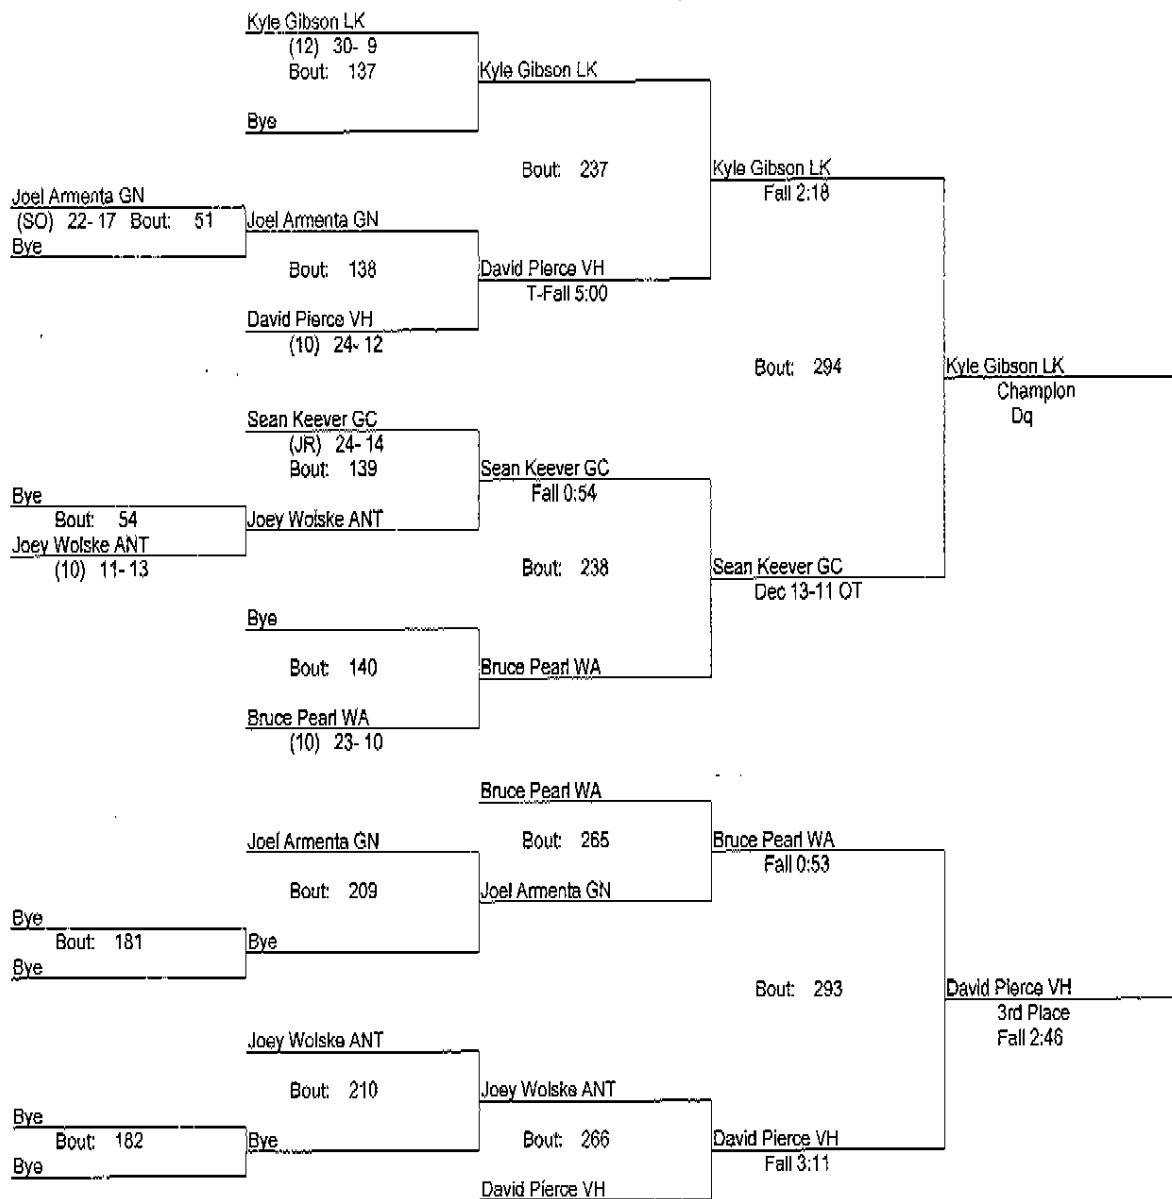 Kyle Gibson LK
(12) 30- 9
Bout: 137
Kyle Gibson LK
Bye
Bout: 237
Kyle Gibson LK
Fall 2:18
Joel Armenta GN
(SO) 22- 17 Bout: 51
Bye
Joel Armenta GN
Bout: 138
David Pierce VH
T-Fall 5:00
David Pierce VH
(10) 24- 12
Bout: 294
Kyle Gibson LK
Champion
Dq
Sean Keever GC
(JR) 24- 14
Bout: 139
Sean Keever GC
Fall 0:54
Bye
Bout: 54
Joey Wolske ANT
Joey Wolske ANT
(10) 11- 13
Bout: 238
Sean Keever GC
Dec 13-11 OT
Bye
Bout: 140
Bruce Pearl WA
Bruce Pearl WA
(10) 23- 10
Bruce Pearl WA
Bout: 265
Bruce Pearl WA
Fall 0:53
Joel Armenta GN
Bout: 209
Joel Armenta GN
Bye
Bout: 181
Bye
Bye
Bout: 293
David Pierce VH
3rd Place
Fall 2:46
Joey Wolske ANT
Bout: 210
Joey Wolske ANT
Bye
Bout: 182
Bye
Bye
Bout: 266
David Pierce VH
Fall 3:11
David Pierce VH